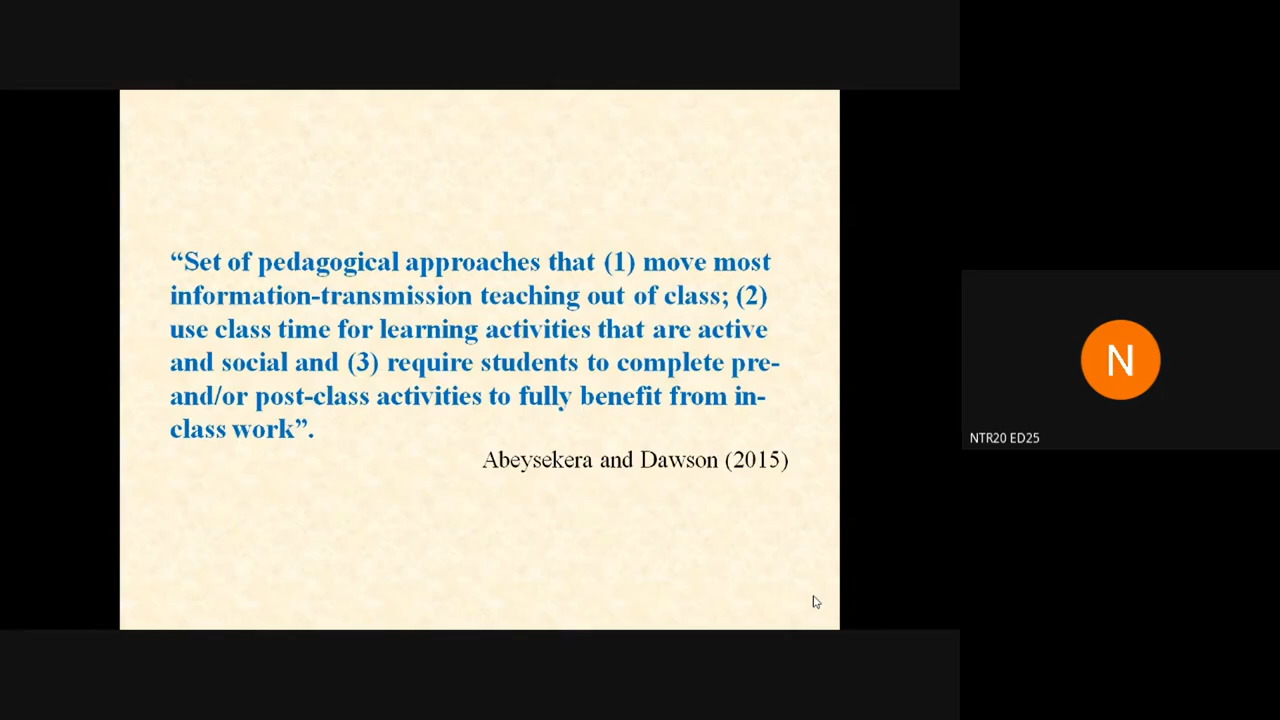 “Set of pedagogical approaches that (1) move most
information-transmission teaching out of class; (2)
use class time for learning activities that are active
and social and (3) require students to complete pre-
and/or post-class activities to fully benefit from in-
class work”.
Abeysekera and Dawson (2015)
N
NTR20 ED25